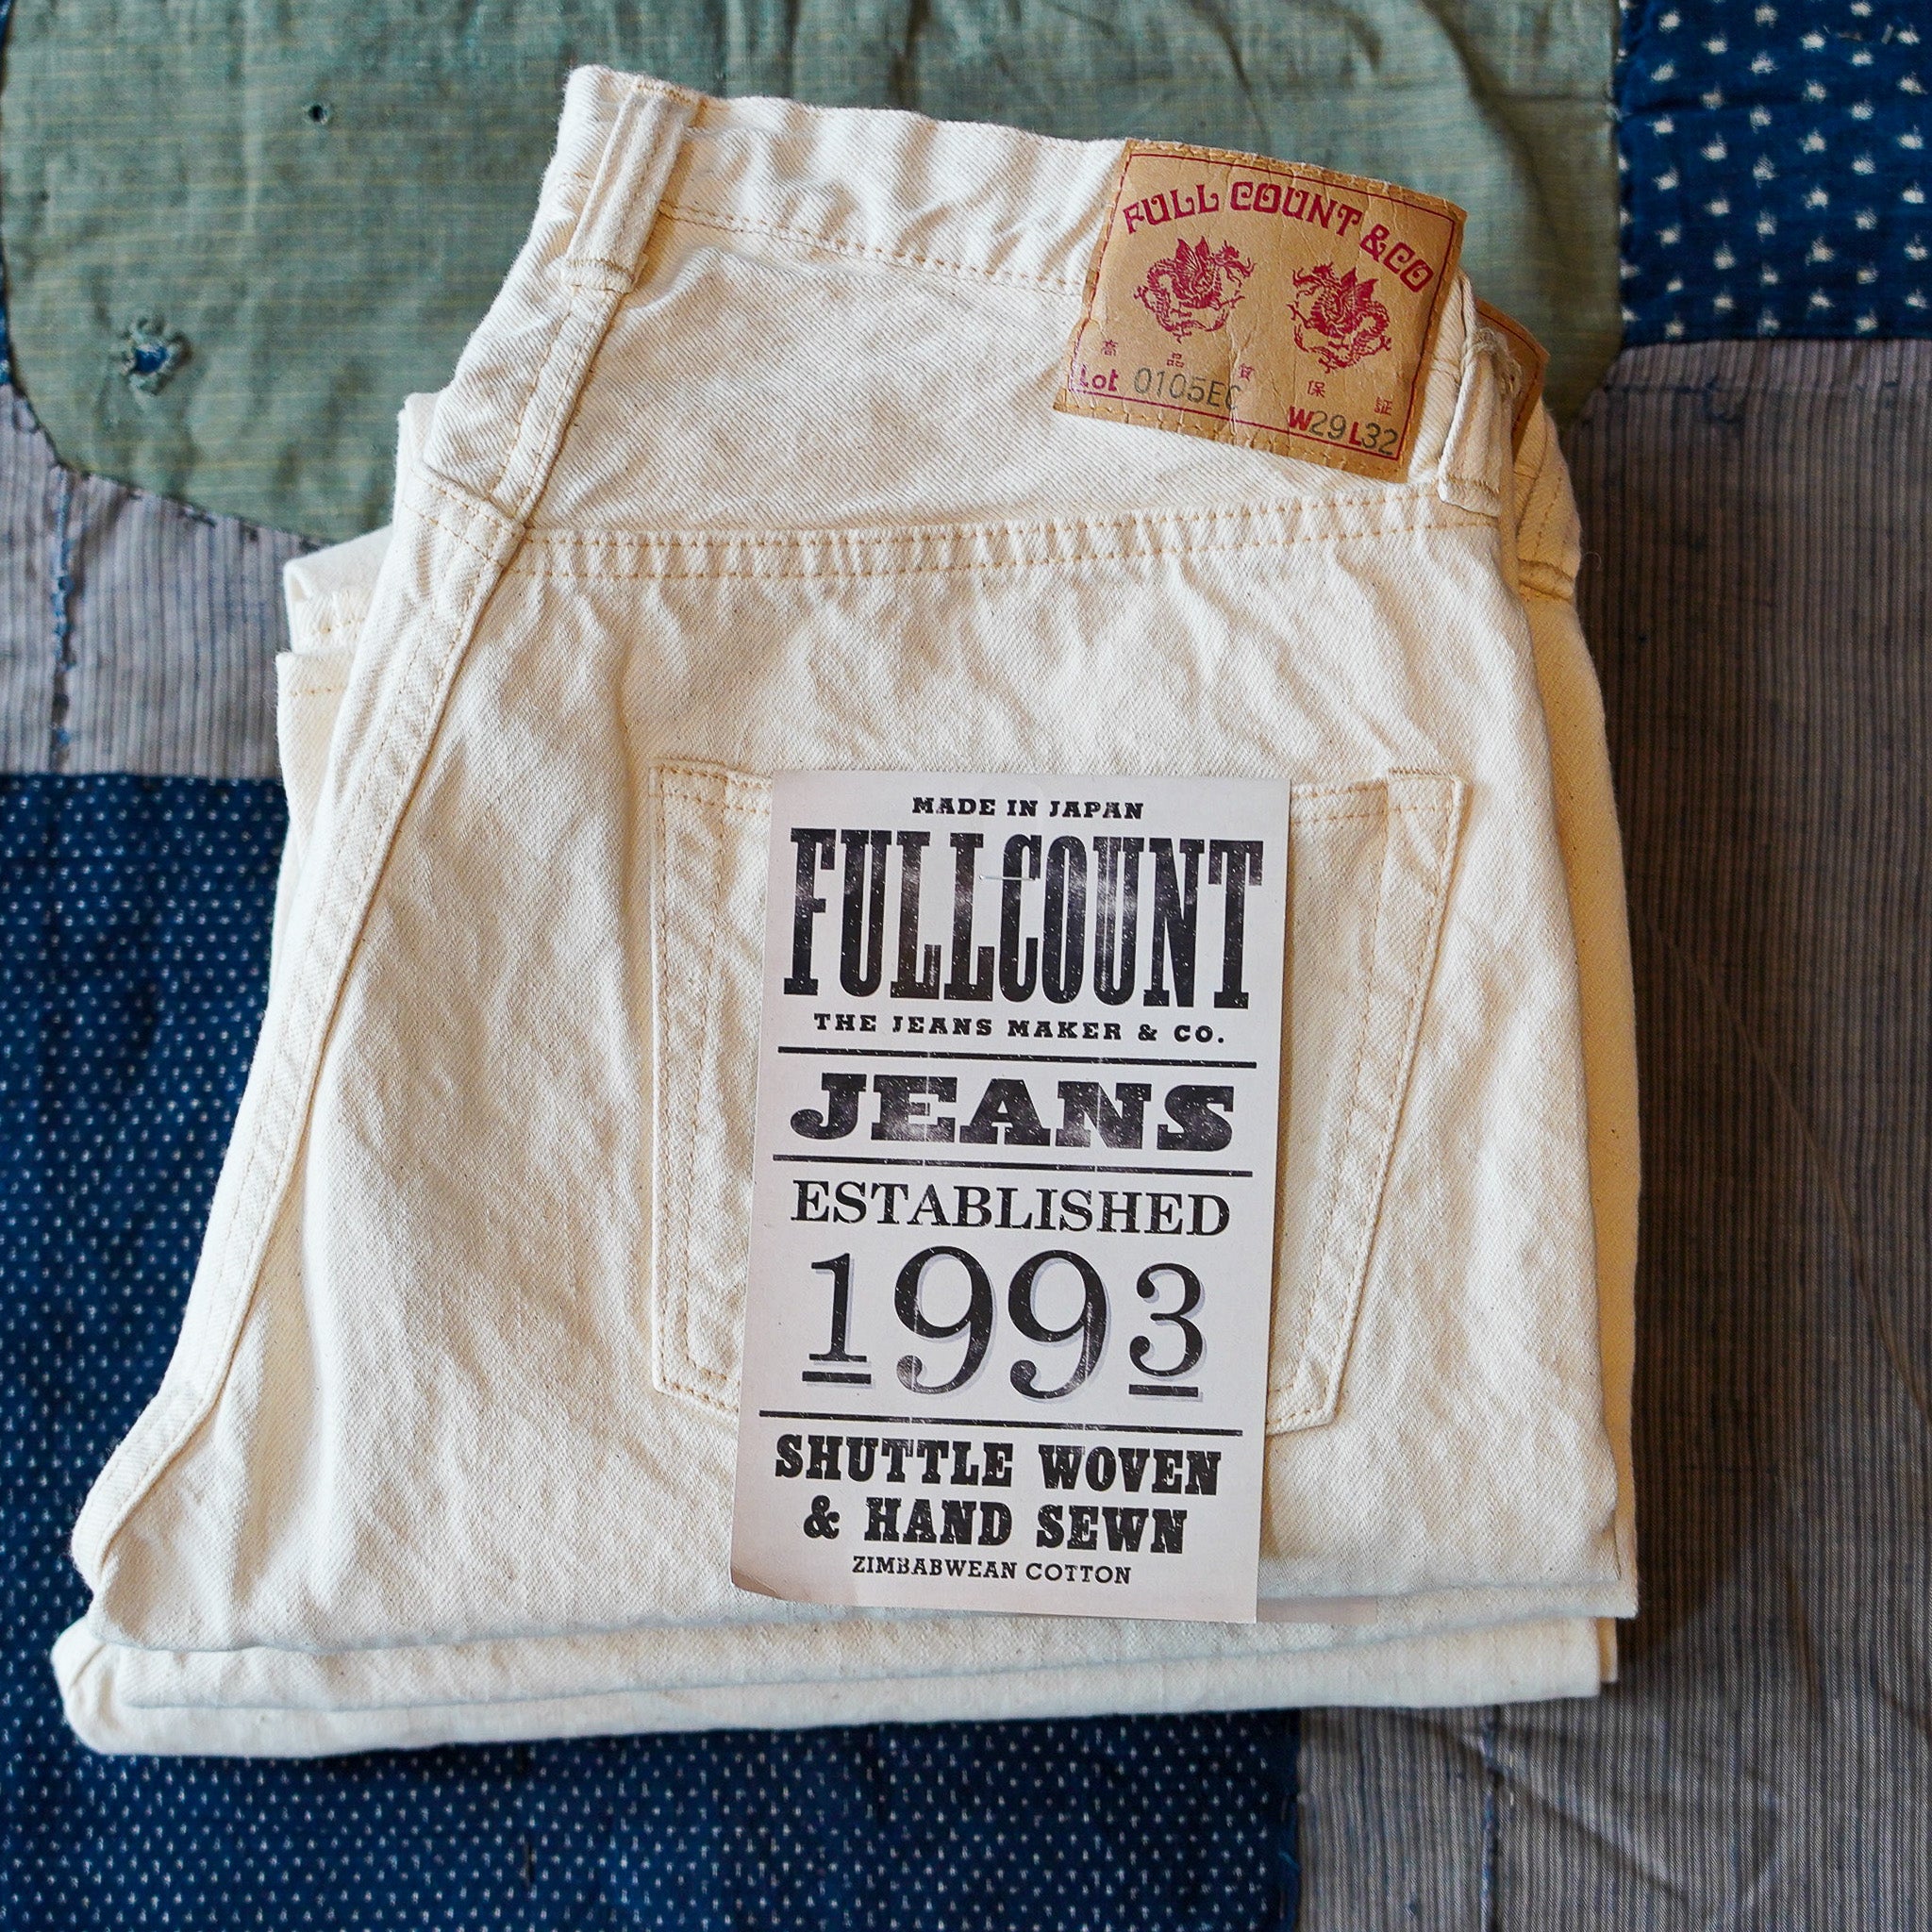 FULL COUNT & CO
高品質保証
Lot 0105EC
W29 L32
MADE IN JAPAN
FULLCOUNT
THE JEANS MAKER & CO.
JEANS
ESTABLISHED
1993
SHUTTLE WOVEN
& HAND SEWN
ZIMBABWEAN COTTON